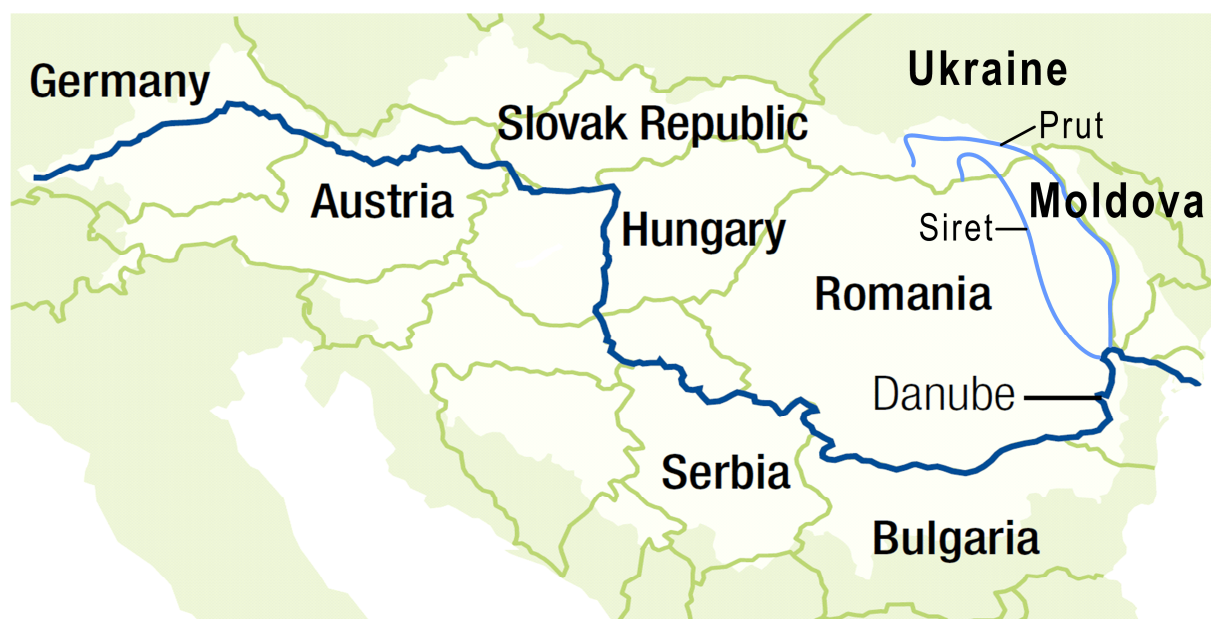 Germany
Ukraine
Slovak Republic
Prut
Austria
Moldova
Hungary
Siret
Romania
Danube
Serbia
Bulgaria